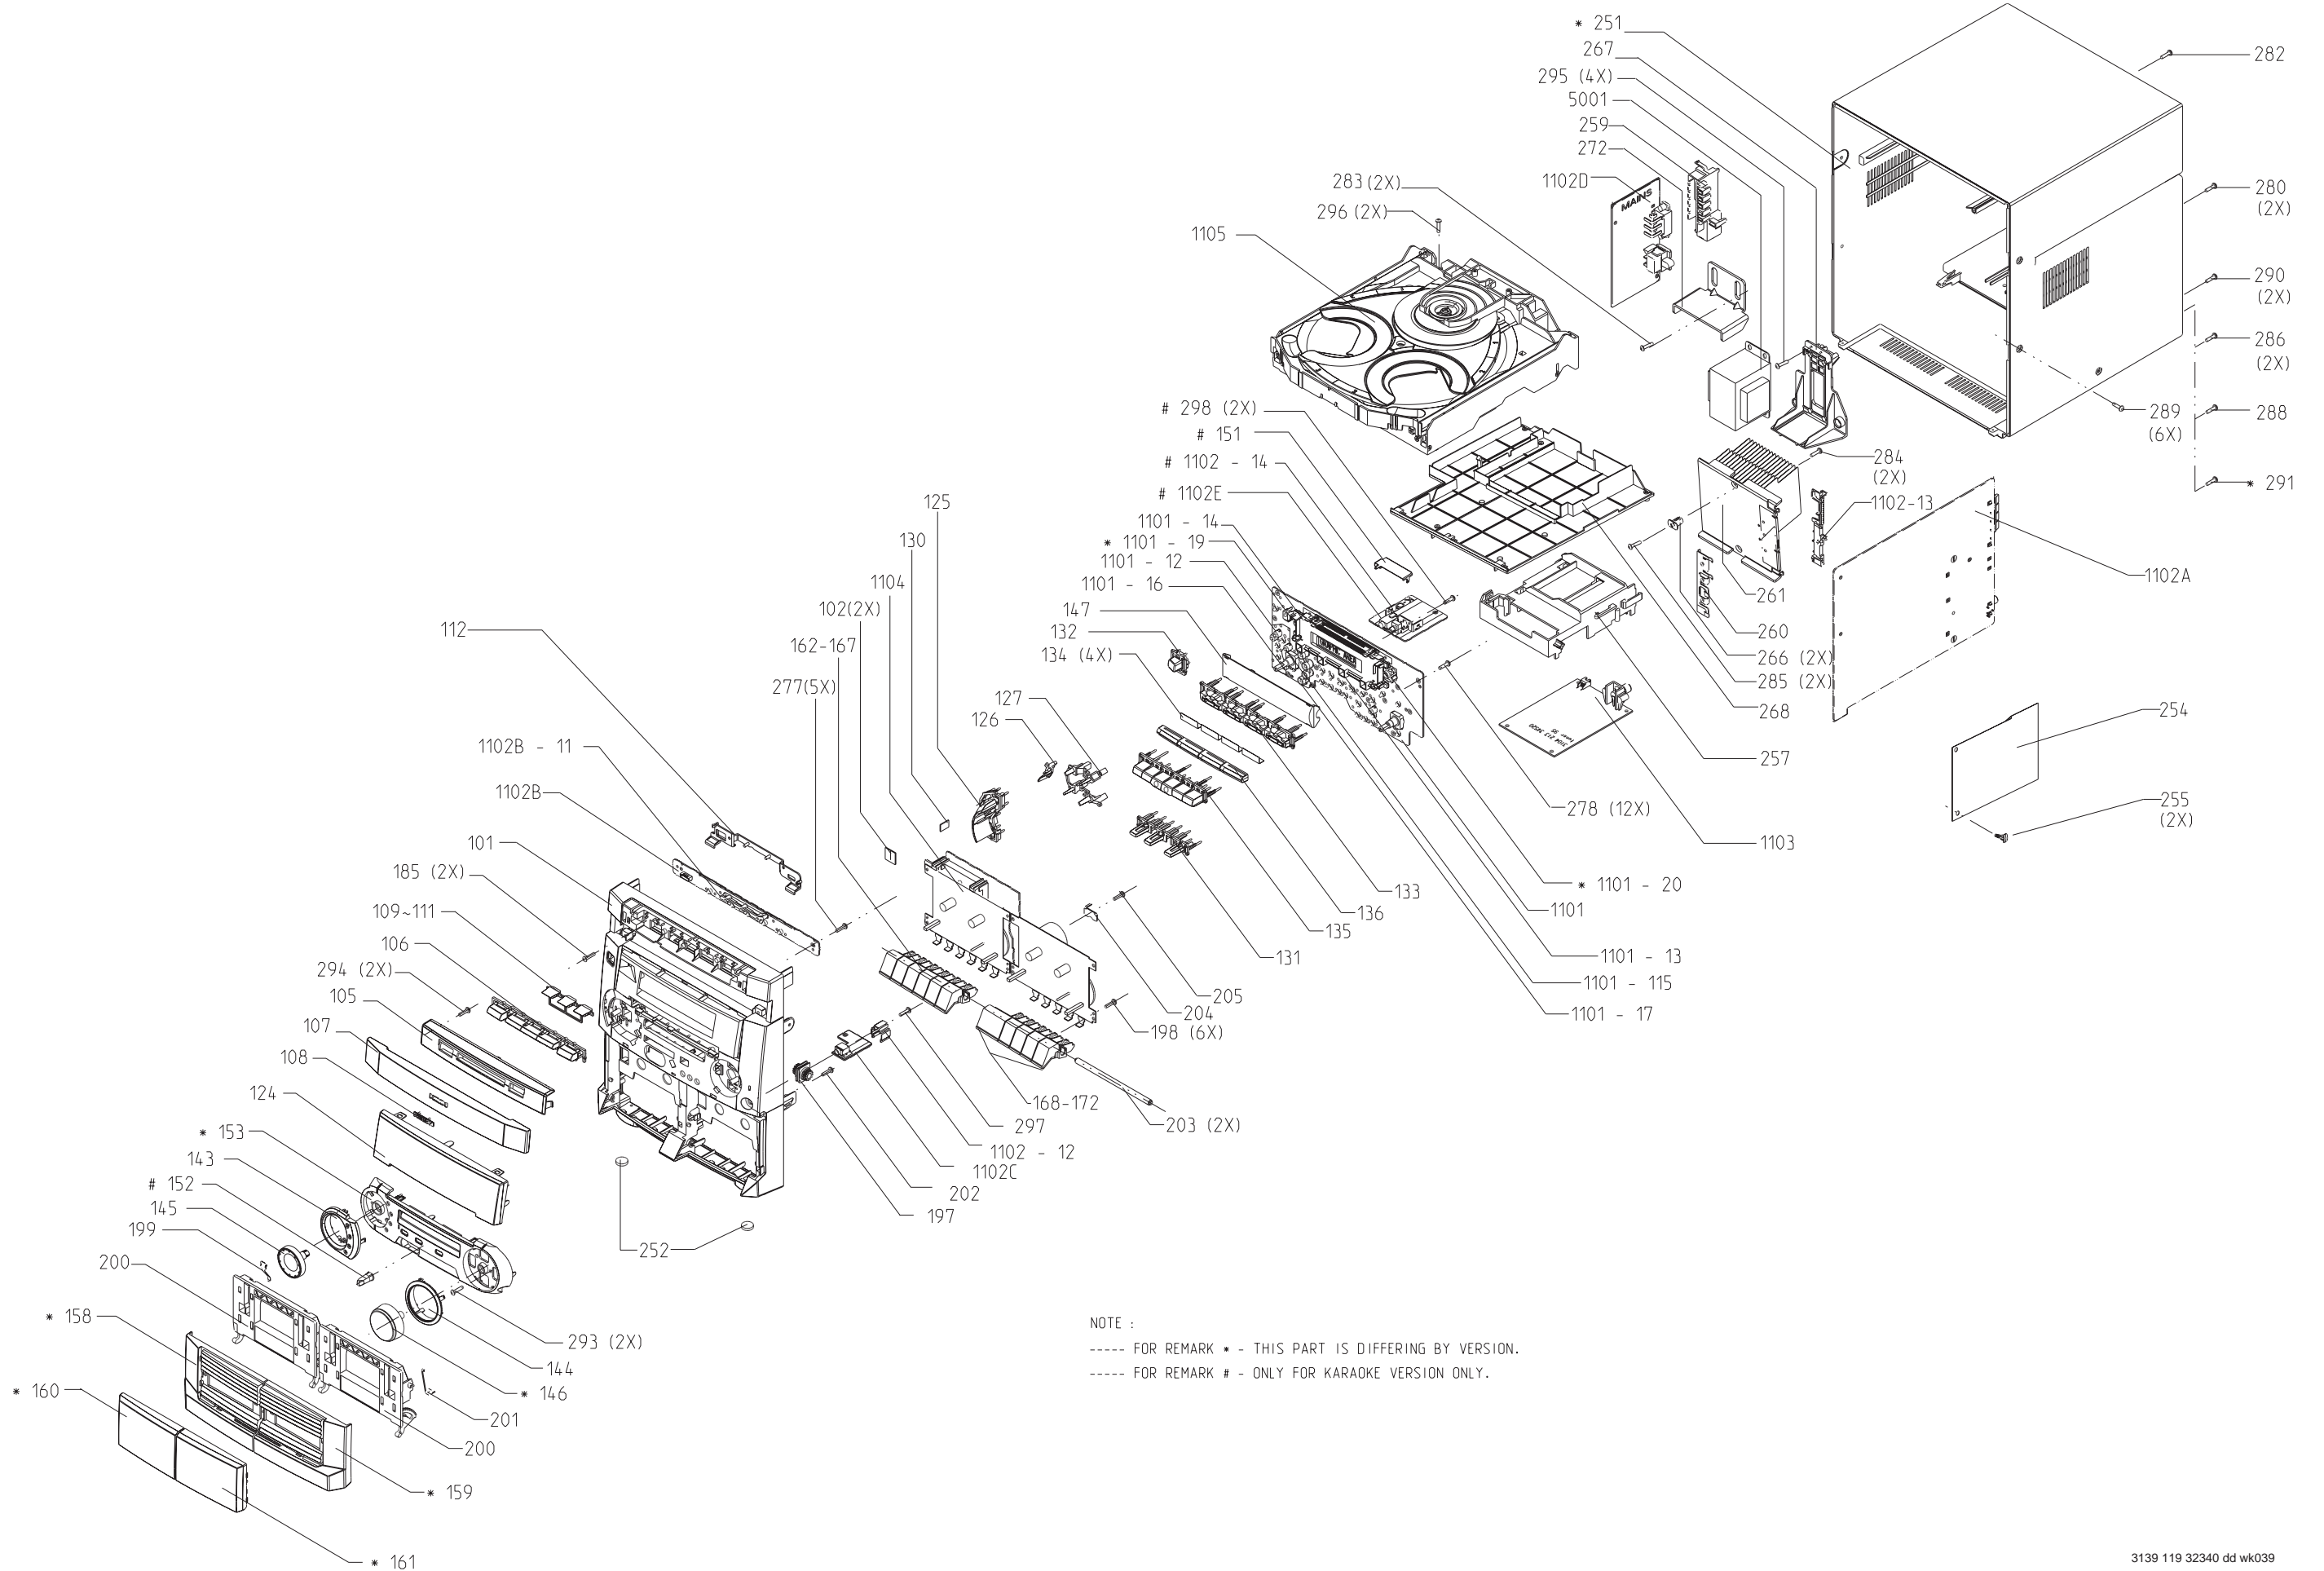 * 251
267
295 (4X)
5001
259
272
1102D
MAINS
283 (2X)
296 (2X)
1105
282
280
(2X)
290
(2X)
286
(2X)
288
289
(6X)
* 291
284
(2X)
1102-13
1102A
261
260
266 (2X)
285 (2X)
268
257
254
255
(2X)
# 298 (2X)
# 151
# 1102 - 14
# 1102E
1101 - 14
* 1101 - 19
1101 - 12
1101 - 16
147
132
134 (4X)
127
126
125
130
1104
102(2X)
162-167
277(5X)
112
1102B - 11
1102B
101
185 (2X)
109~111
106
294 (2X)
105
107
108
124
* 153
143
# 152
145
199
200
* 158
* 160
278 (12X)
1103
* 1101 - 20
1101
1101 - 13
1101 - 115
1101 - 17
133
136
135
131
205
204
198 (6X)
203 (2X)
168-172
297
1102 - 12
1102C
202
197
252
293 (2X)
144
* 146
201
200
* 159
* 161
NOTE :
----- FOR REMARK * - THIS PART IS DIFFERING BY VERSION.
----- FOR REMARK # - ONLY FOR KARAOKE VERSION ONLY.
3139 119 32340 dd wk039